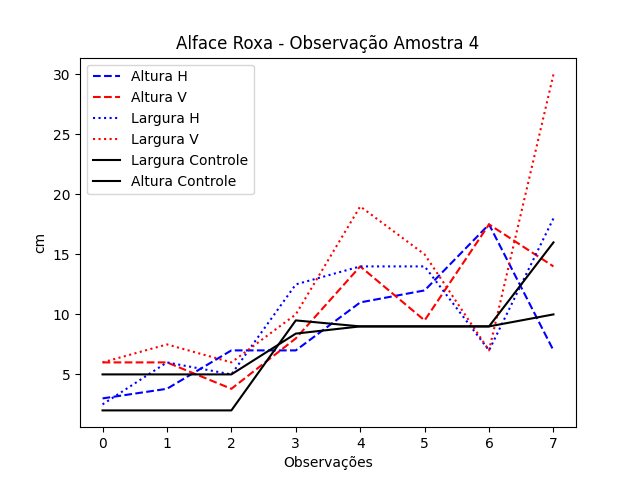 Alface Roxa - Observação Amostra 4
Altura H
Altura V
Largura H
Largura V
Largura Controle
Altura Controle
30
25
20
15
10
5
cm
0 1 2 3 4 5 6 7
Observações